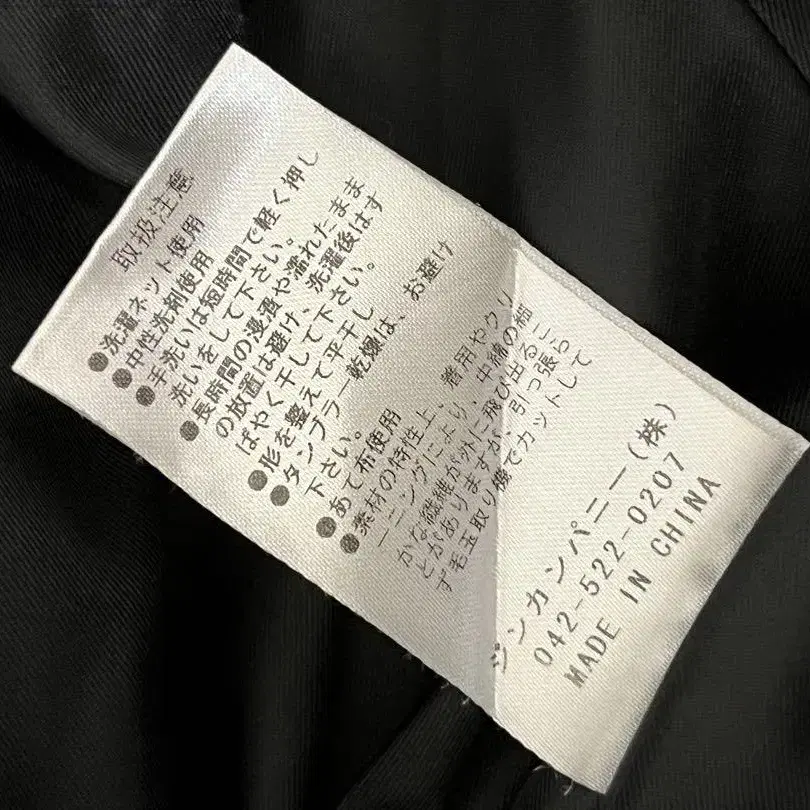 取扱注意
●洗濯ネット使用
●中性洗剤使用
●手洗いは短時間で軽く押し
洗いをして下さい。
●長時間の浸漬や濡れたまま
の放置は避け、洗濯後はす
ばやく干して下さい。
●形を整えて平干し
●タンブラー乾燥は、お避け
下さい。
●あて布使用
●素材の特性上、着用やクリ
ーニングにより、中綿の細
かな繊維が外に飛び出るこ
とがありますが、引っ張ら
ず毛玉取り機でカットして
ジンカンパニー(株)
042-522-0207
MADE IN CHINA